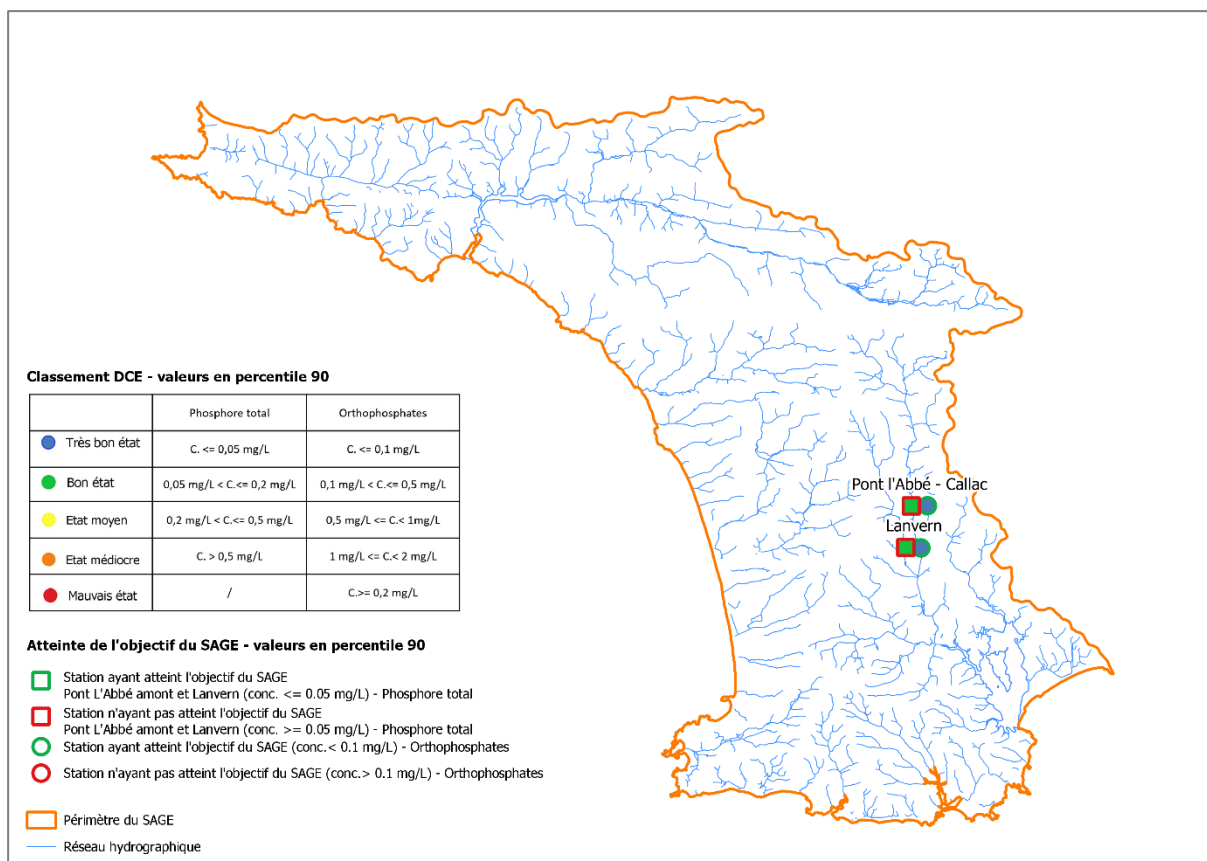 Pont l'Abbé - Callac
Lanvern
Classement DCE - valeurs en percentile 90
Phosphore total Orthophosphates
Très bon état C. <= 0,05 mg/L C. <= 0,1 mg/L
Bon état 0,05 mg/L < C.<= 0,2 mg/L 0,1 mg/L < C.<= 0,5 mg/L
Etat moyen 0,2 mg/L < C.<= 0,5 mg/L 0,5 mg/L <= C.< 1mg/L
Etat médiocre C. > 0,5 mg/L 1 mg/L <= C.< 2 mg/L
Mauvais état / C.>= 0,2 mg/L
Atteinte de l'objectif du SAGE - valeurs en percentile 90
Station ayant atteint l'objectif du SAGE
Pont L'Abbé amont et Lanvern (conc. <= 0.05 mg/L) - Phosphore total
Station n'ayant pas atteint l'objectif du SAGE
Pont L'Abbé amont et Lanvern (conc. >= 0.05 mg/L) - Phosphore total
Station ayant atteint l'objectif du SAGE (conc.< 0.1 mg/L) - Orthophosphates
Station n'ayant pas atteint l'objectif du SAGE (conc.> 0.1 mg/L) - Orthophosphates
Périmètre du SAGE
Réseau hydrographique